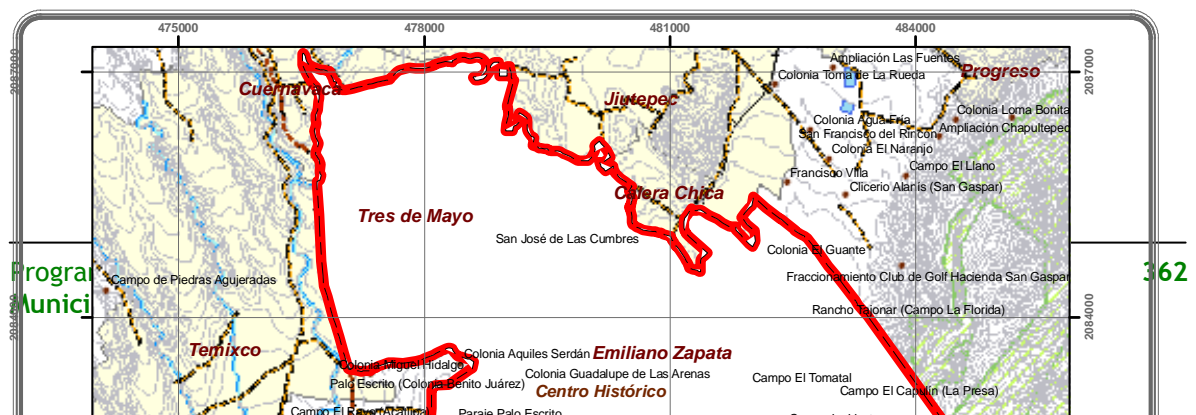 475000 478000 481000 484000
2087000 2087000
Ampliación Las Fuentes
Colonia Toma de La Rueda
Progreso
Cuernavaca
Jiutepec
Colonia Loma Bonita
Colonia Agua Fría
Ampliación Chapultepec
San Francisco del Rincón
Colonia El Naranjo
Campo El Llano
Francisco Villa
Clicerio Alanís (San Gaspar)
Calera Chica
Tres de Mayo
San José de Las Cumbres
Colonia El Guante
Campo de Piedras Agujeradas
Fraccionamiento Club de Golf Hacienda San Gaspar
362
Rancho Tajonar (Campo La Florida)
2084000 2084000
Temixco
Colonia Aquiles Serdán
Emiliano Zapata
Colonia Miguel Hidalgo
Colonia Guadalupe de Las Arenas
Campo El Tomatal
Palo Escrito (Colonia Benito Juárez)
Centro Histórico
Campo El Capulín (La Presa)
Paraje Palo Escrito